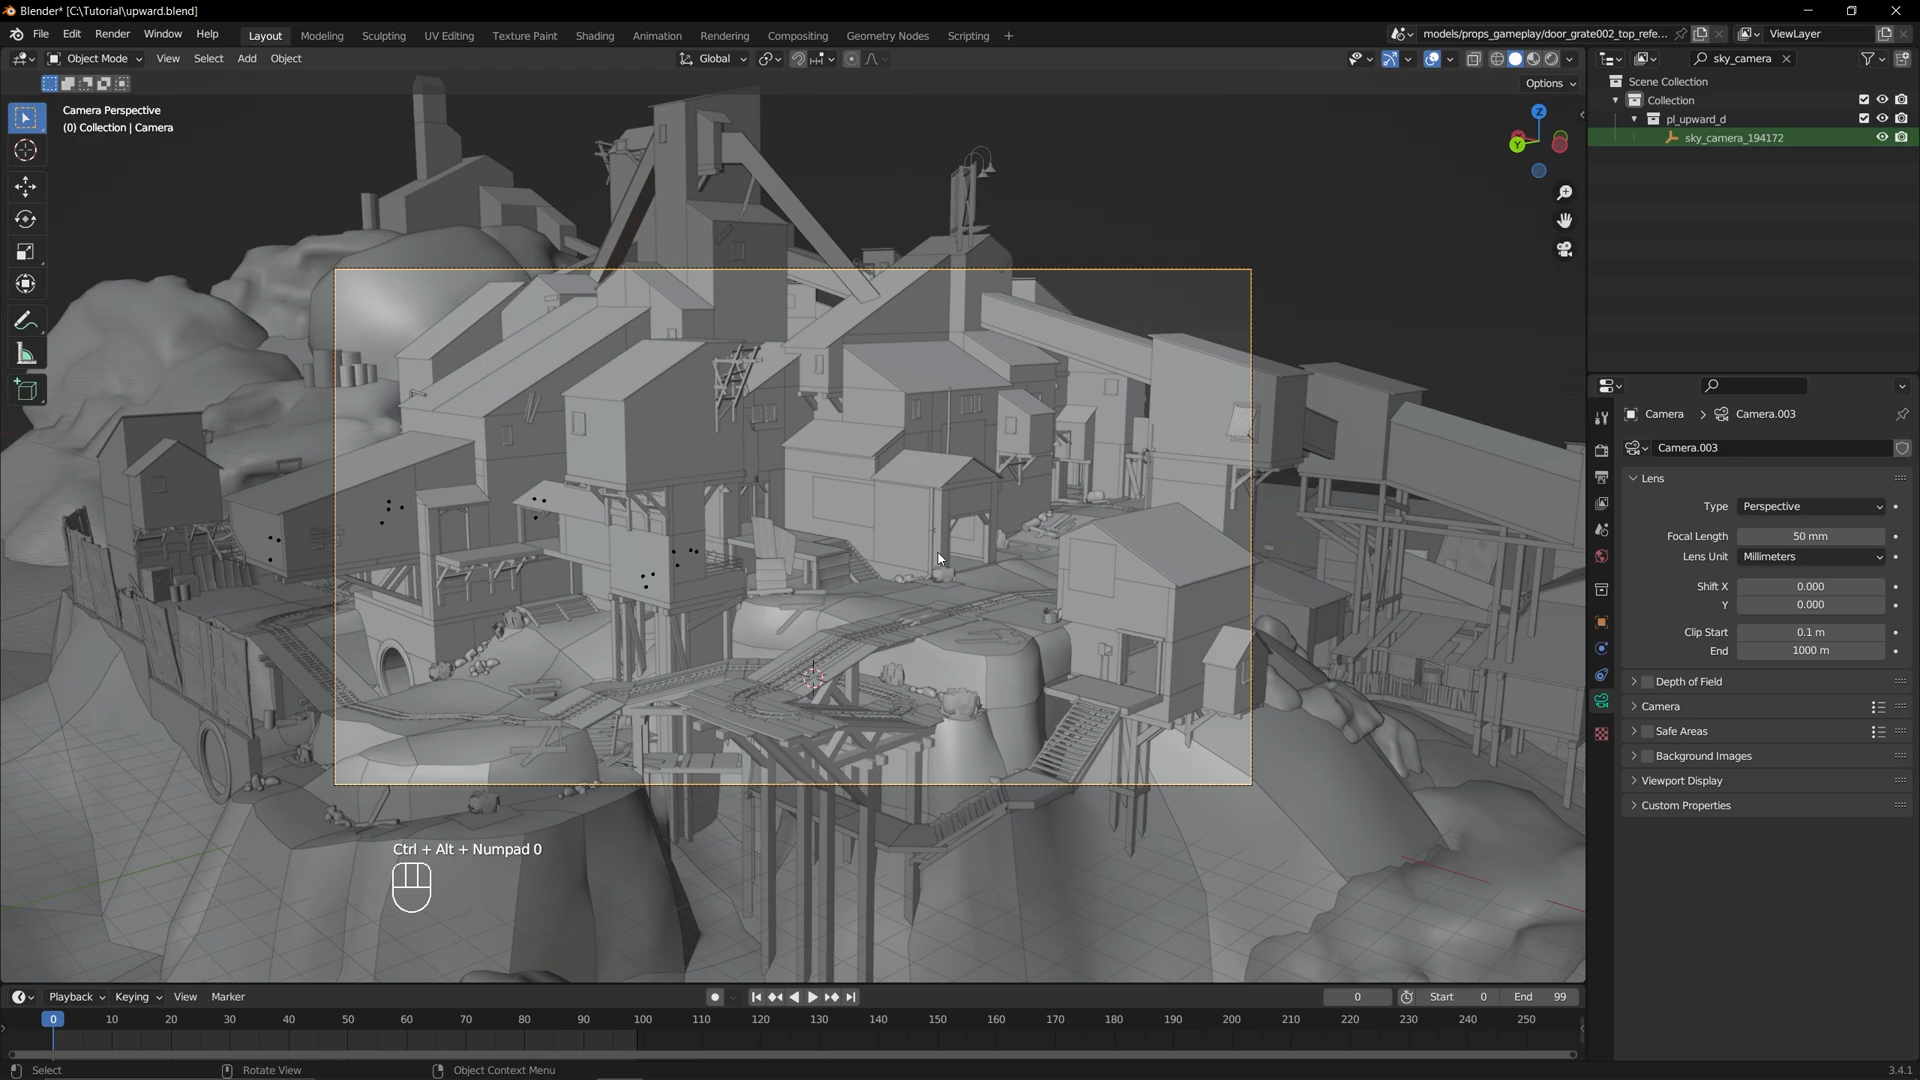 Blender* [C:\Tutorial\upward.blend]
File Edit Render Window Help Layout Modeling Sculpting UV Editing Texture Paint Shading Animation Rendering Compositing Geometry Nodes Scripting + models/props_gameplay/door_grate002_top_refe... ViewLayer
Object Mode View Select Add Object Global sky_camera
Options
Scene Collection
Collection
pl_upward_d
sky_camera_194172
Camera Perspective
(0) Collection | Camera
Z
Y
Camera > Camera.003
Camera.003
Lens
Type Perspective
Focal Length 50 mm
Lens Unit Millimeters
Shift X 0.000
Y 0.000
Clip Start 0.1 m
End 1000 m
Depth of Field
Camera
Safe Areas
Background Images
Viewport Display
Custom Properties
Ctrl + Alt + Numpad 0
Playback Keying View Marker 0 Start 0 End 99
0 10 20 30 40 50 60 70 80 90 100 110 120 130 140 150 160 170 180 190 200 210 220 230 240 250
Select Rotate View Object Context Menu 3.4.1